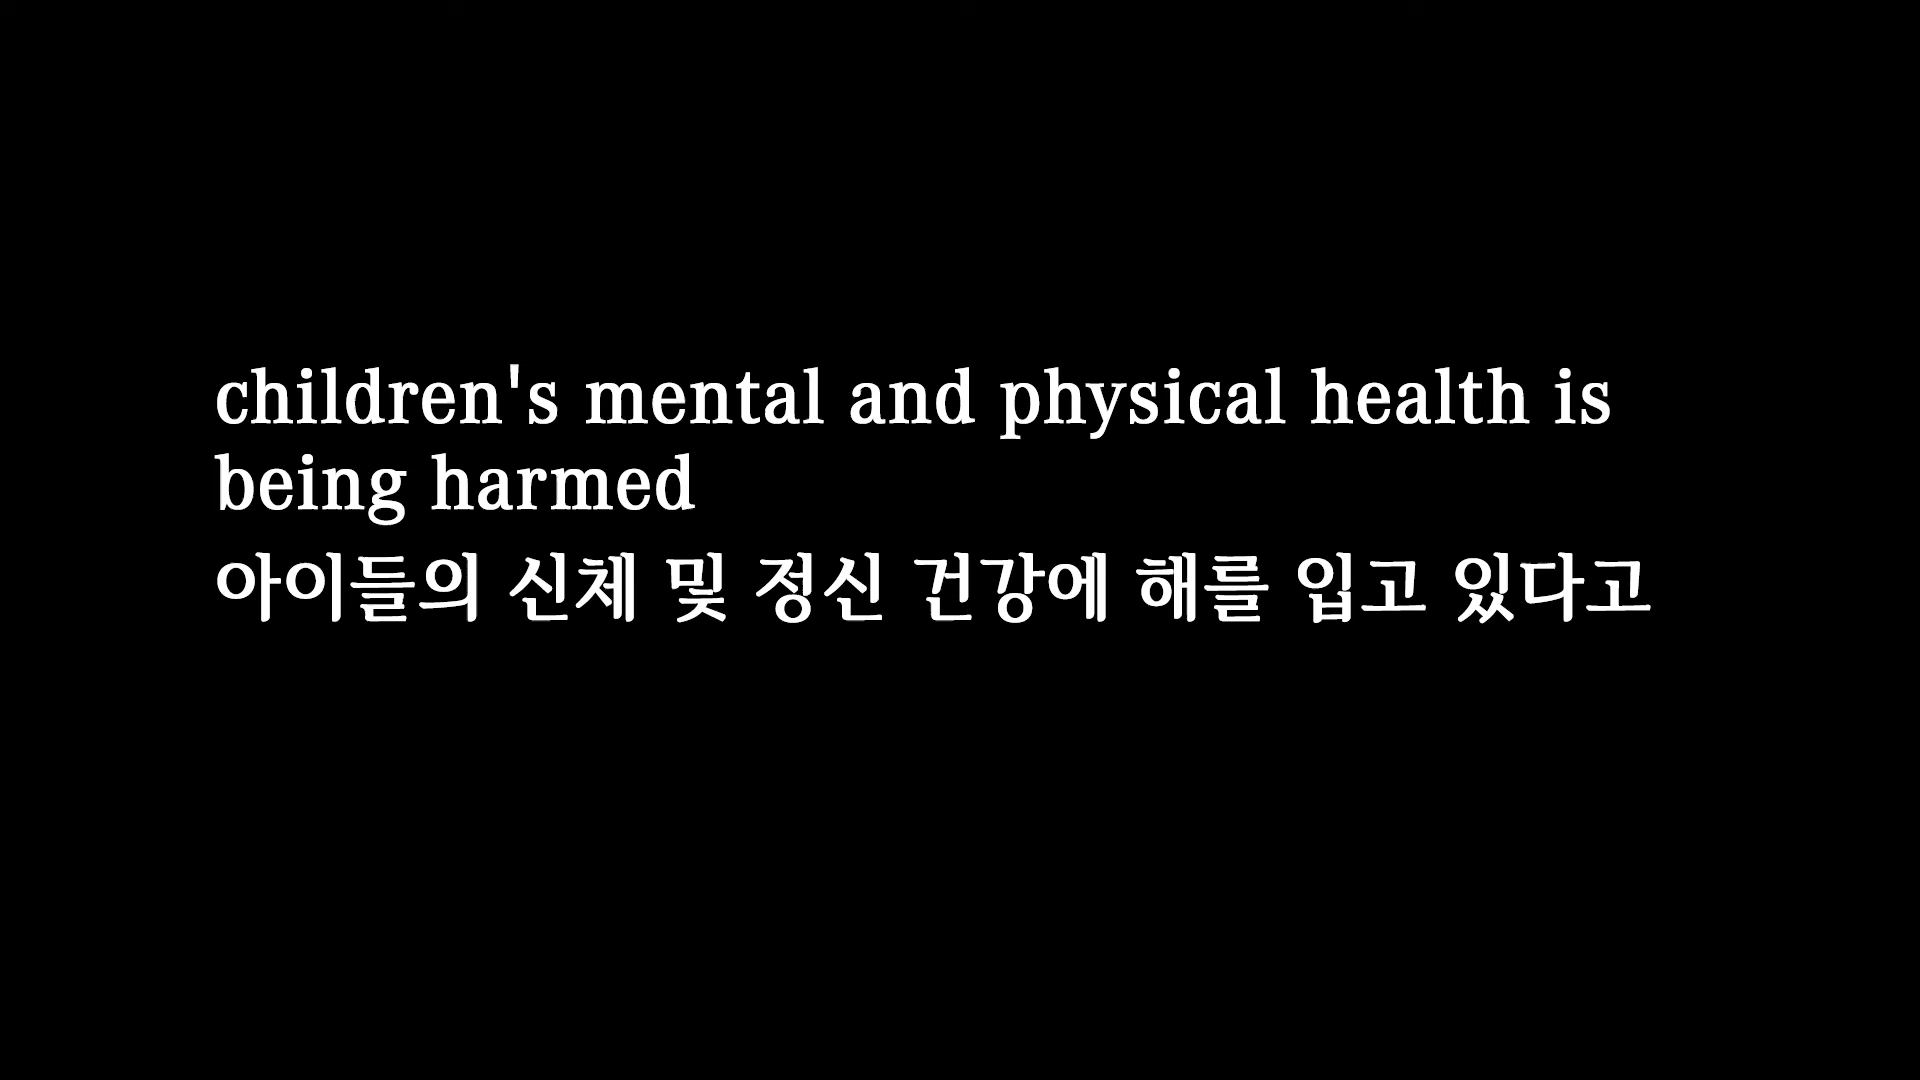 children's mental and physical health is
being harmed
아이들의 신체 및 정신 건강에 해를 입고 있다고